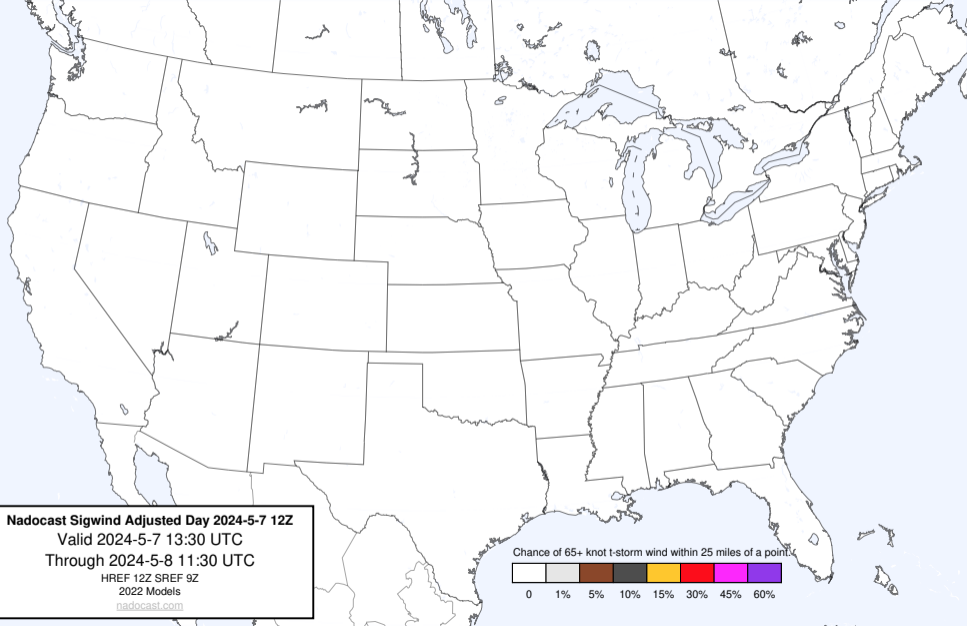 Nadocast Sigwind Adjusted Day 2024-5-7 12Z
Valid 2024-5-7 13:30 UTC
Through 2024-5-8 11:30 UTC
HREF 12Z SREF 9Z
2022 Models
nadocast.com
Chance of 65+ knot t-storm wind within 25 miles of a point.
0 1% 5% 10% 15% 30% 45% 60%